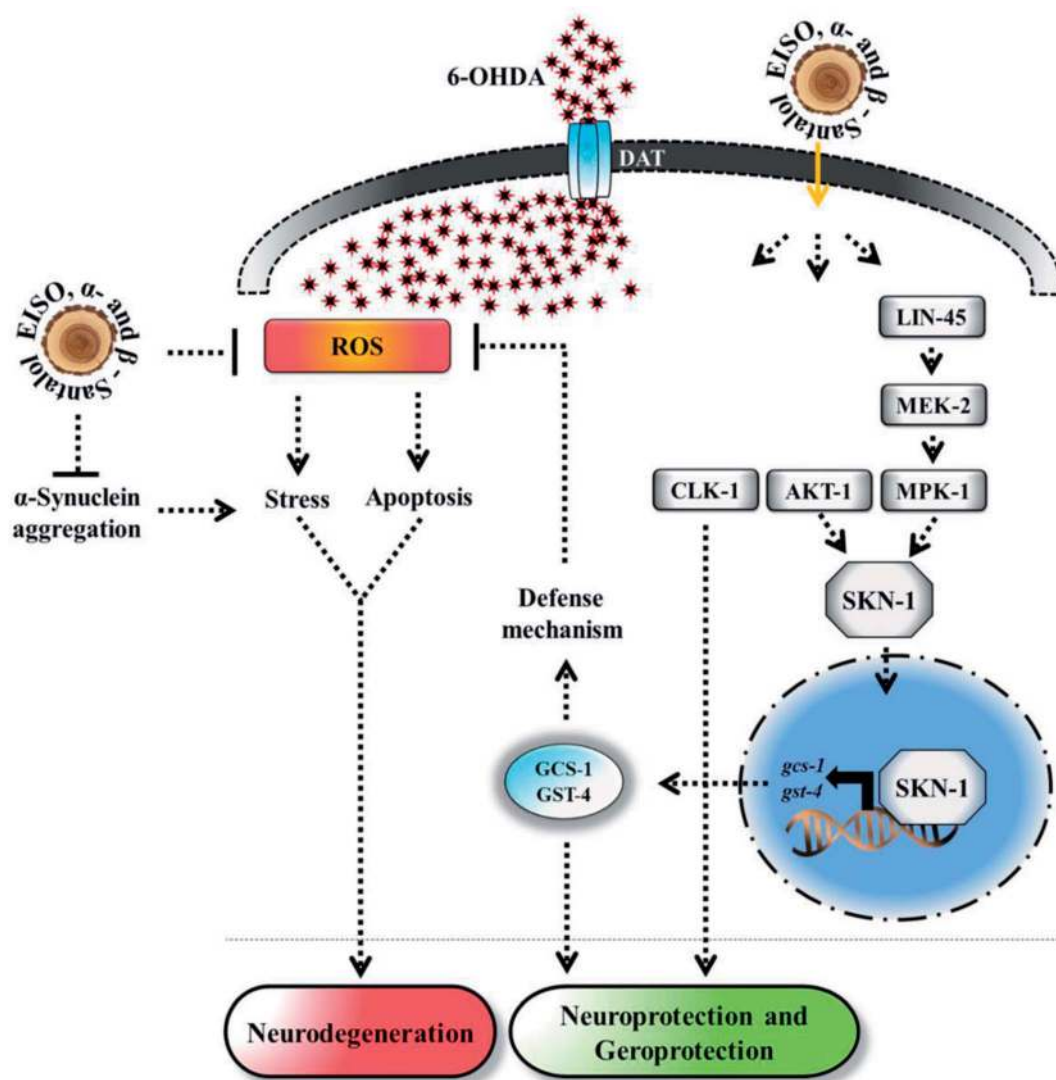 6-OHDA
EISO, α- and β - Santalol
DAT
EISO, α- and β - Santalol
ROS
LIN-45
MEK-2
CLK-1
AKT-1
MPK-1
α-Synuclein
aggregation
Stress
Apoptosis
SKN-1
Defense
mechanism
GCS-1
GST-4
gcs-1
gst-4
SKN-1
Neurodegeneration
Neuroprotection and
Geroprotection